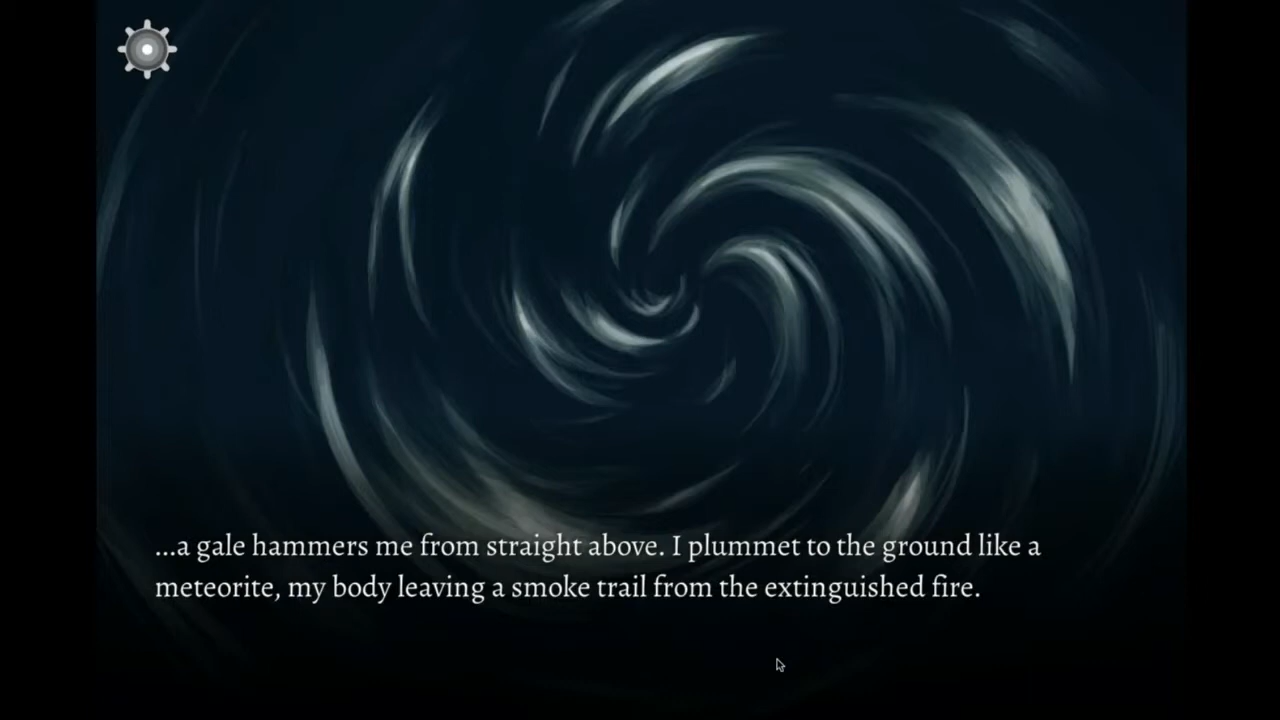 ...a gale hammers me from straight above. I plummet to the ground like a
meteorite, my body leaving a smoke trail from the extinguished fire.